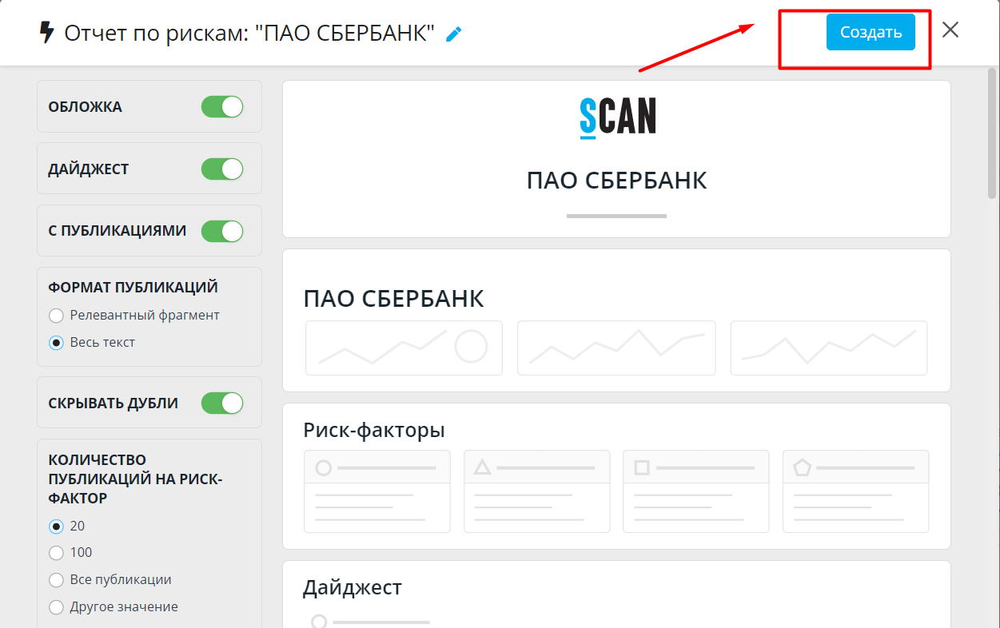 Отчет по рискам: "ПАО СБЕРБАНК"
Создать
ОБЛОЖКА
ДАЙДЖЕСТ
С ПУБЛИКАЦИЯМИ
ФОРМАТ ПУБЛИКАЦИЙ
Релевантный фрагмент
Весь текст
СКРЫВАТЬ ДУБЛИ
КОЛИЧЕСТВО
ПУБЛИКАЦИЙ НА РИСК-
ФАКТОР
20
100
Все публикации
Другое значение
SCAN
ПАО СБЕРБАНК
ПАО СБЕРБАНК
Риск-факторы
Дайджест